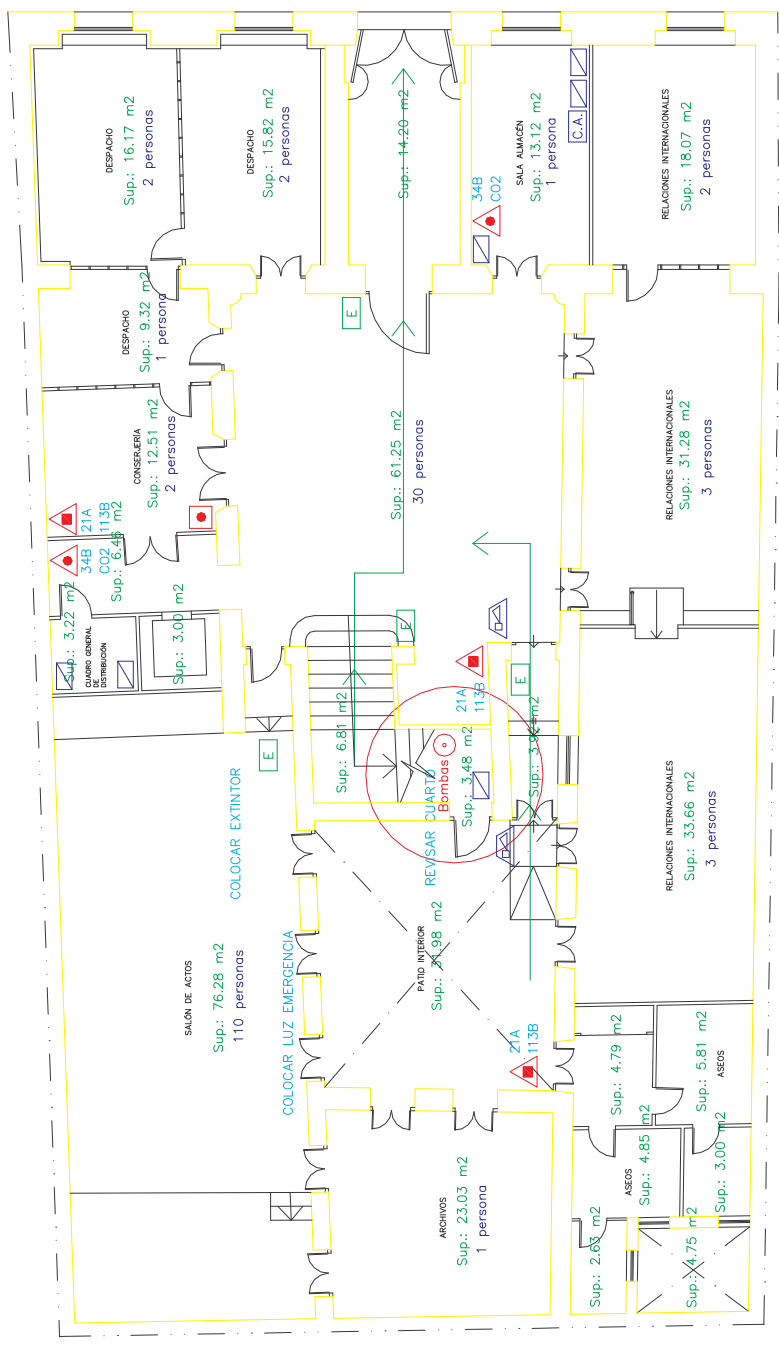 DESPACHO
Sup.: 16.17 m2
2 personas
DESPACHO
Sup.: 15.82 m2
2 personas
Sup.: 14.20 m2
34B
CO2
SALA ALMACÉN
Sup.: 13.12 m2
1 persona
C.A.
RELACIONES INTERNACIONALES
Sup.: 18.07 m2
2 personas
DESPACHO
Sup.: 9.32 m2
1 persona
E
CONSERJERÍA
Sup.: 12.51 m2
2 personas
Sup.: 61.25 m2
30 personas
RELACIONES INTERNACIONALES
Sup.: 31.28 m2
3 personas
21A
113B
34B
CO2
Sup.: 6.46 m2
Sup.: 3.22 m2
CUADRO GENERAL
DE
DISTRIBUCIÓN
Sup.: 3.00 m2
E
21A
113B
E
E
Sup.: 6.81 m2
REVISAR CUARTO
Bombas
Sup.: 3.48 m2
RELACIONES INTERNACIONALES
Sup.: 33.66 m2
3 personas
COLOCAR EXTINTOR
COLOCAR LUZ EMERGENCIA
SALÓN DE ACTOS
Sup.: 76.28 m2
110 personas
PATIO INTERIOR
Sup.: 31.98 m2
21A
113B
Sup.: 4.79 m2
Sup.: 5.81 m2
ASEOS
ARCHIVOS
Sup.: 23.03 m2
1 persona
ASEOS
Sup.: 4.85 m2
Sup.: 3.00 m2
Sup.: 2.63 m2
Sup.: 4.75 m2